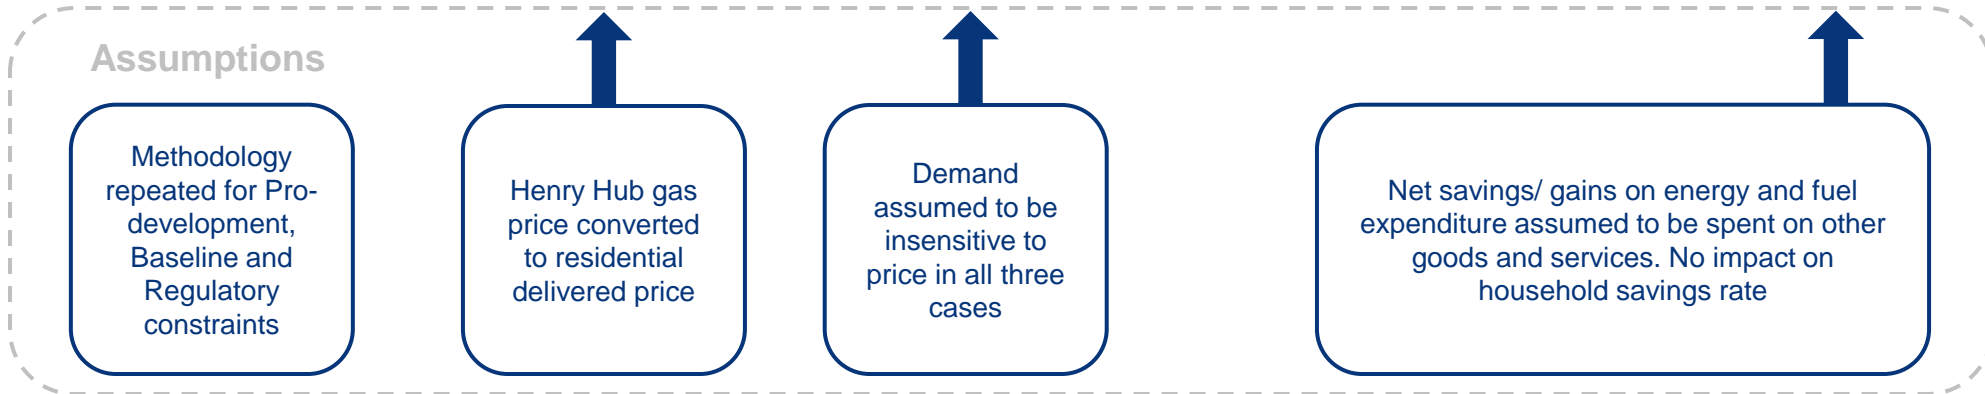 Assumptions
Methodology
repeated for Pro-
development,
Baseline and
Regulatory
constraints
Henry Hub gas
price converted
to residential
delivered price
Demand
assumed to be
insensitive to
price in all three
cases
Net savings/ gains on energy and fuel
expenditure assumed to be spent on other
goods and services. No impact on
household savings rate